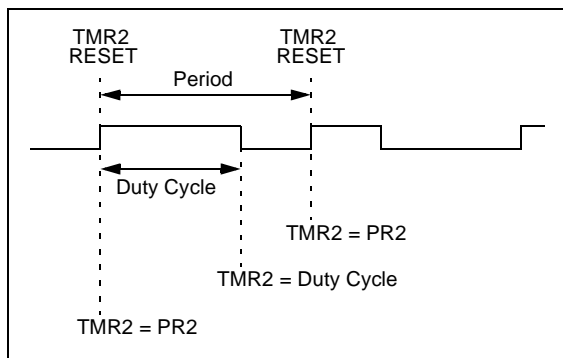 TMR2
RESET
TMR2
RESET
Period
Duty Cycle
TMR2 = PR2
TMR2 = Duty Cycle
TMR2 = PR2